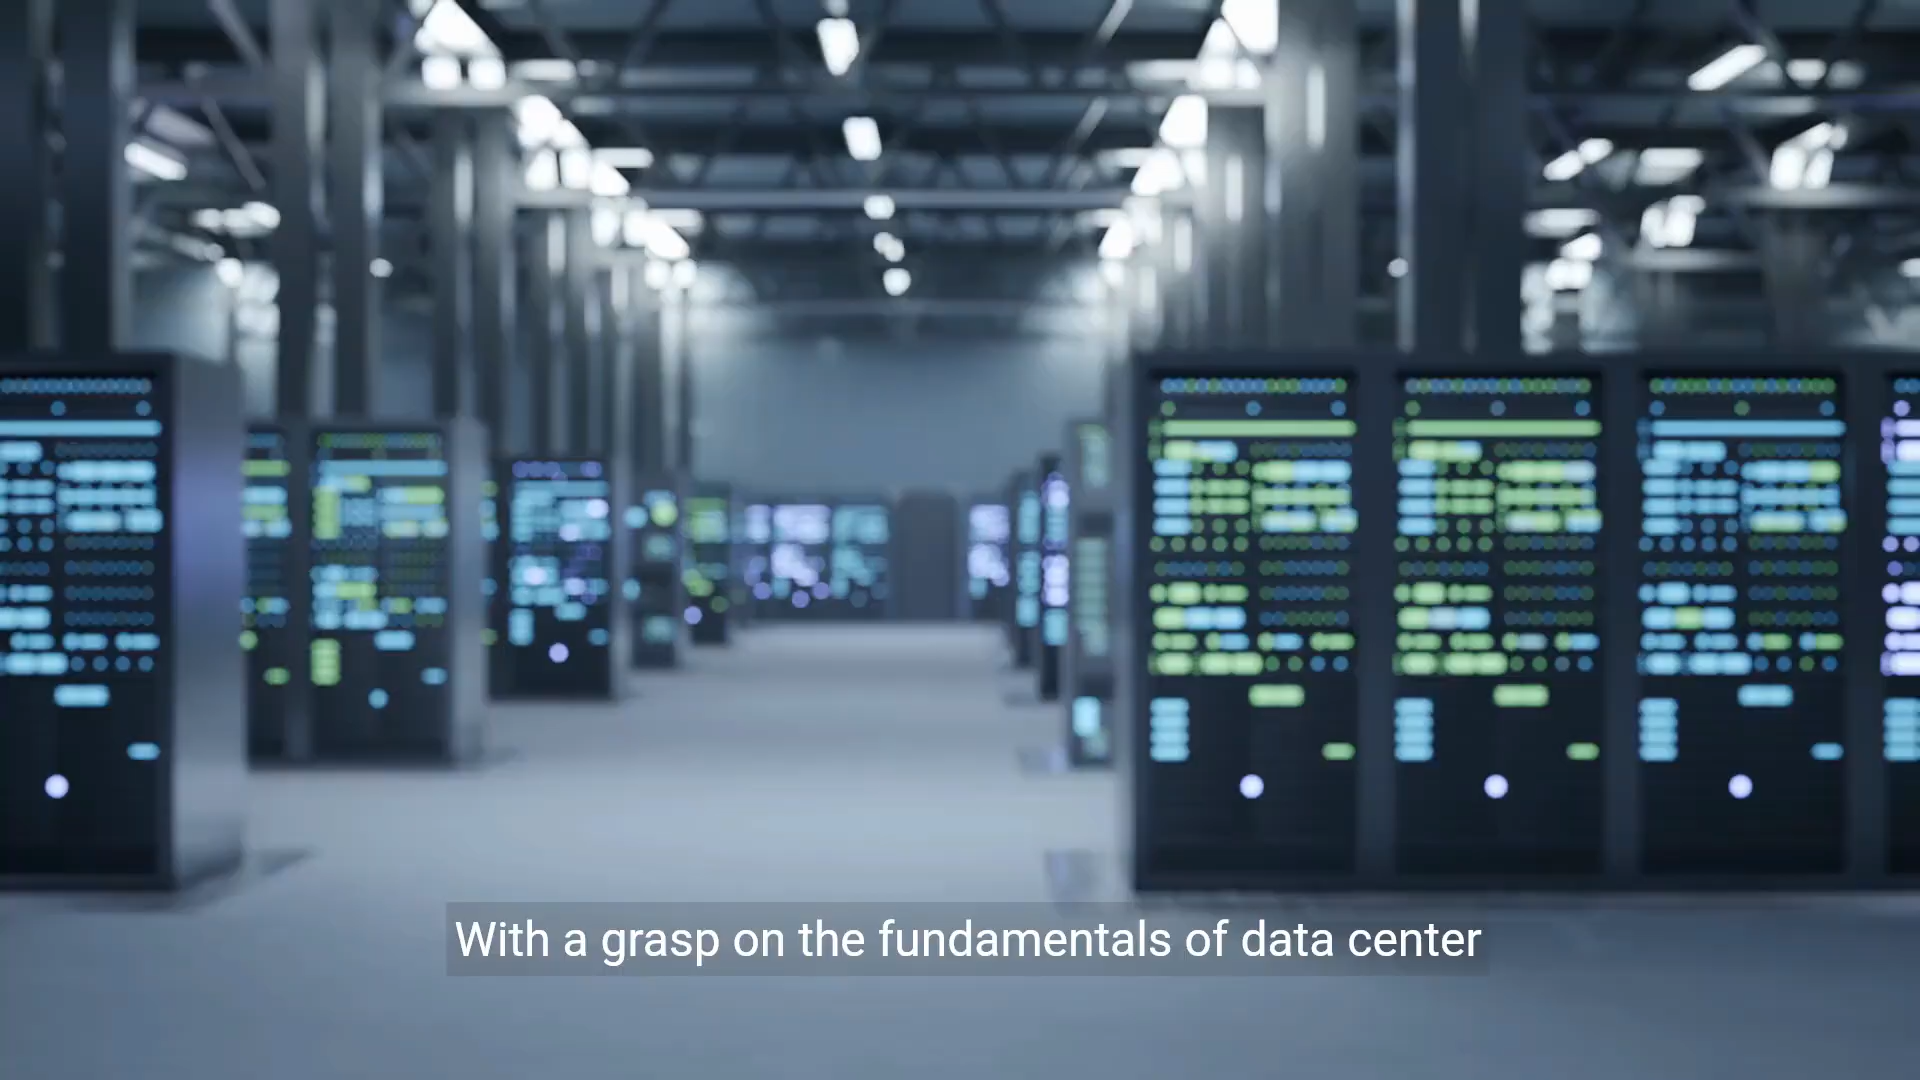 With a grasp on the fundamentals of data center